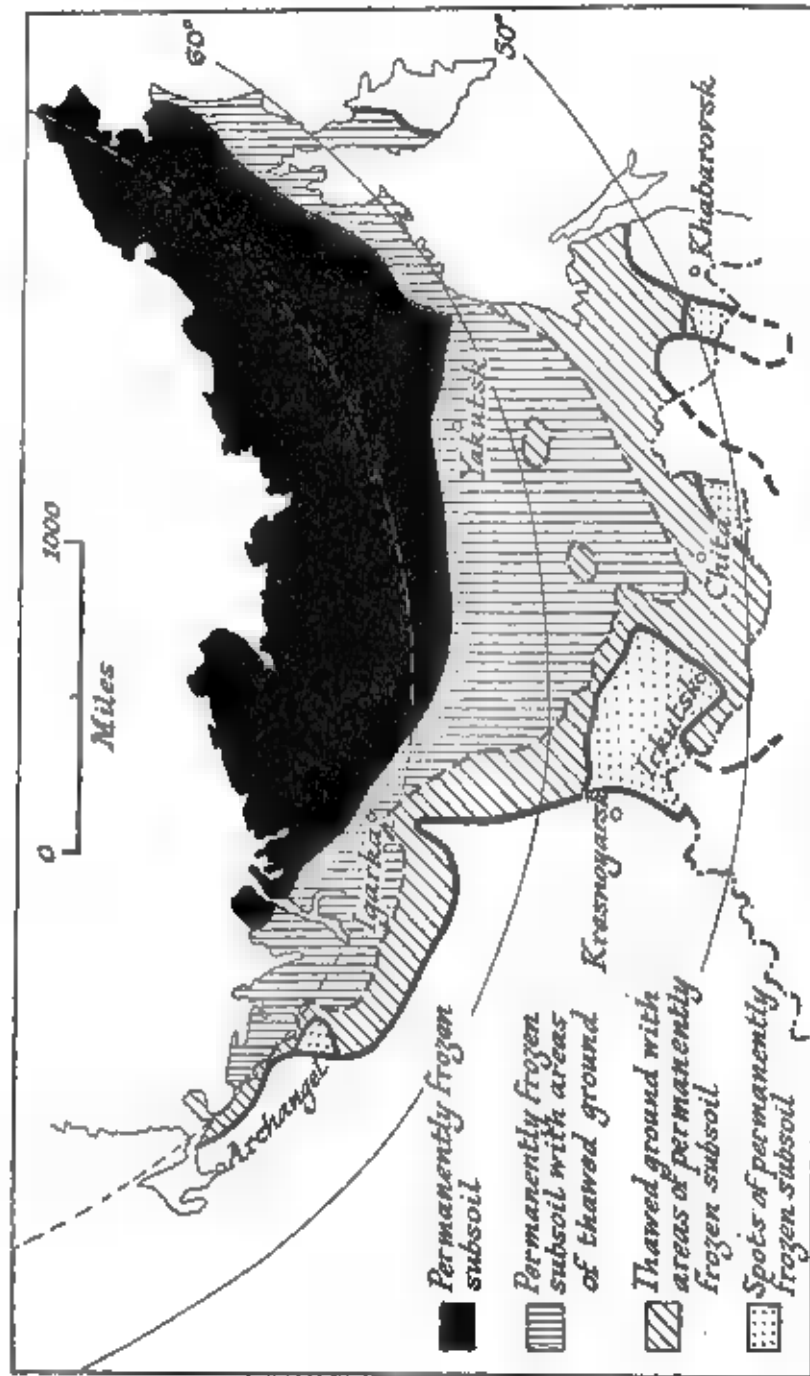 0 1000
Miles
60°
50°
Archangel
Igarka
Yakutsk
Krasnoyarsk
Irkutsk
Chita
Khabarovsk
Permanently frozen
subsoil
Permanently frozen
subsoil with areas
of thawed ground
Thawed ground with
areas of permanently
frozen subsoil
Spots of permanently
frozen subsoil